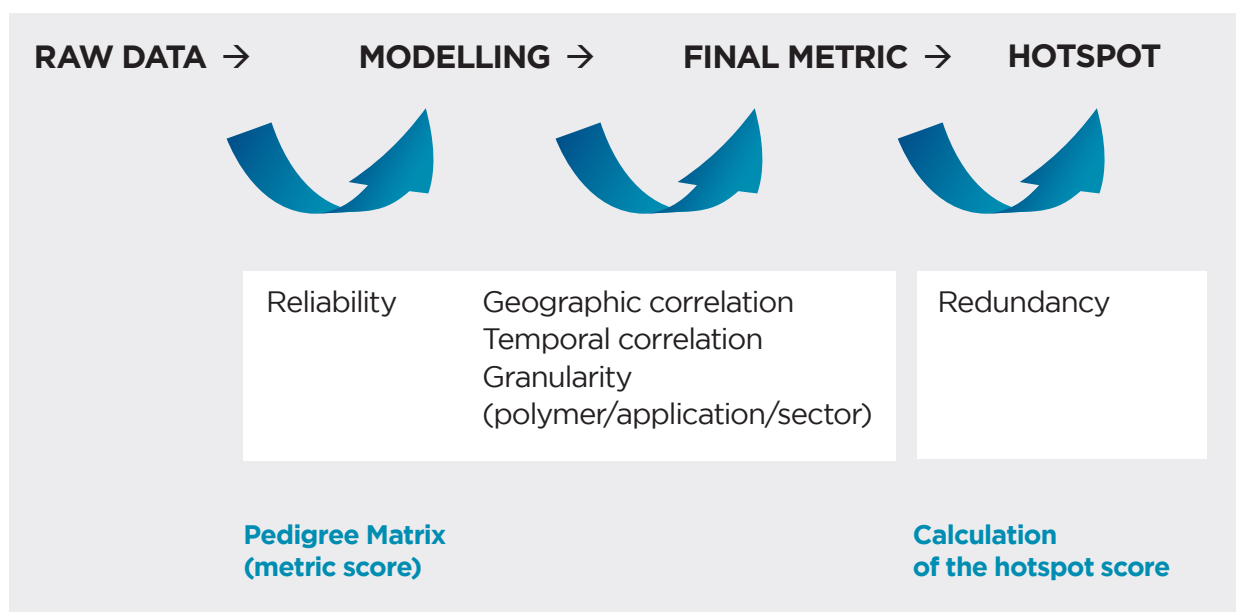 RAW DATA → MODELLING → FINAL METRIC → HOTSPOT
Reliability
Geographic correlation
Temporal correlation
Granularity
(polymer/application/sector)
Redundancy
Pedigree Matrix
(metric score)
Calculation
of the hotspot score